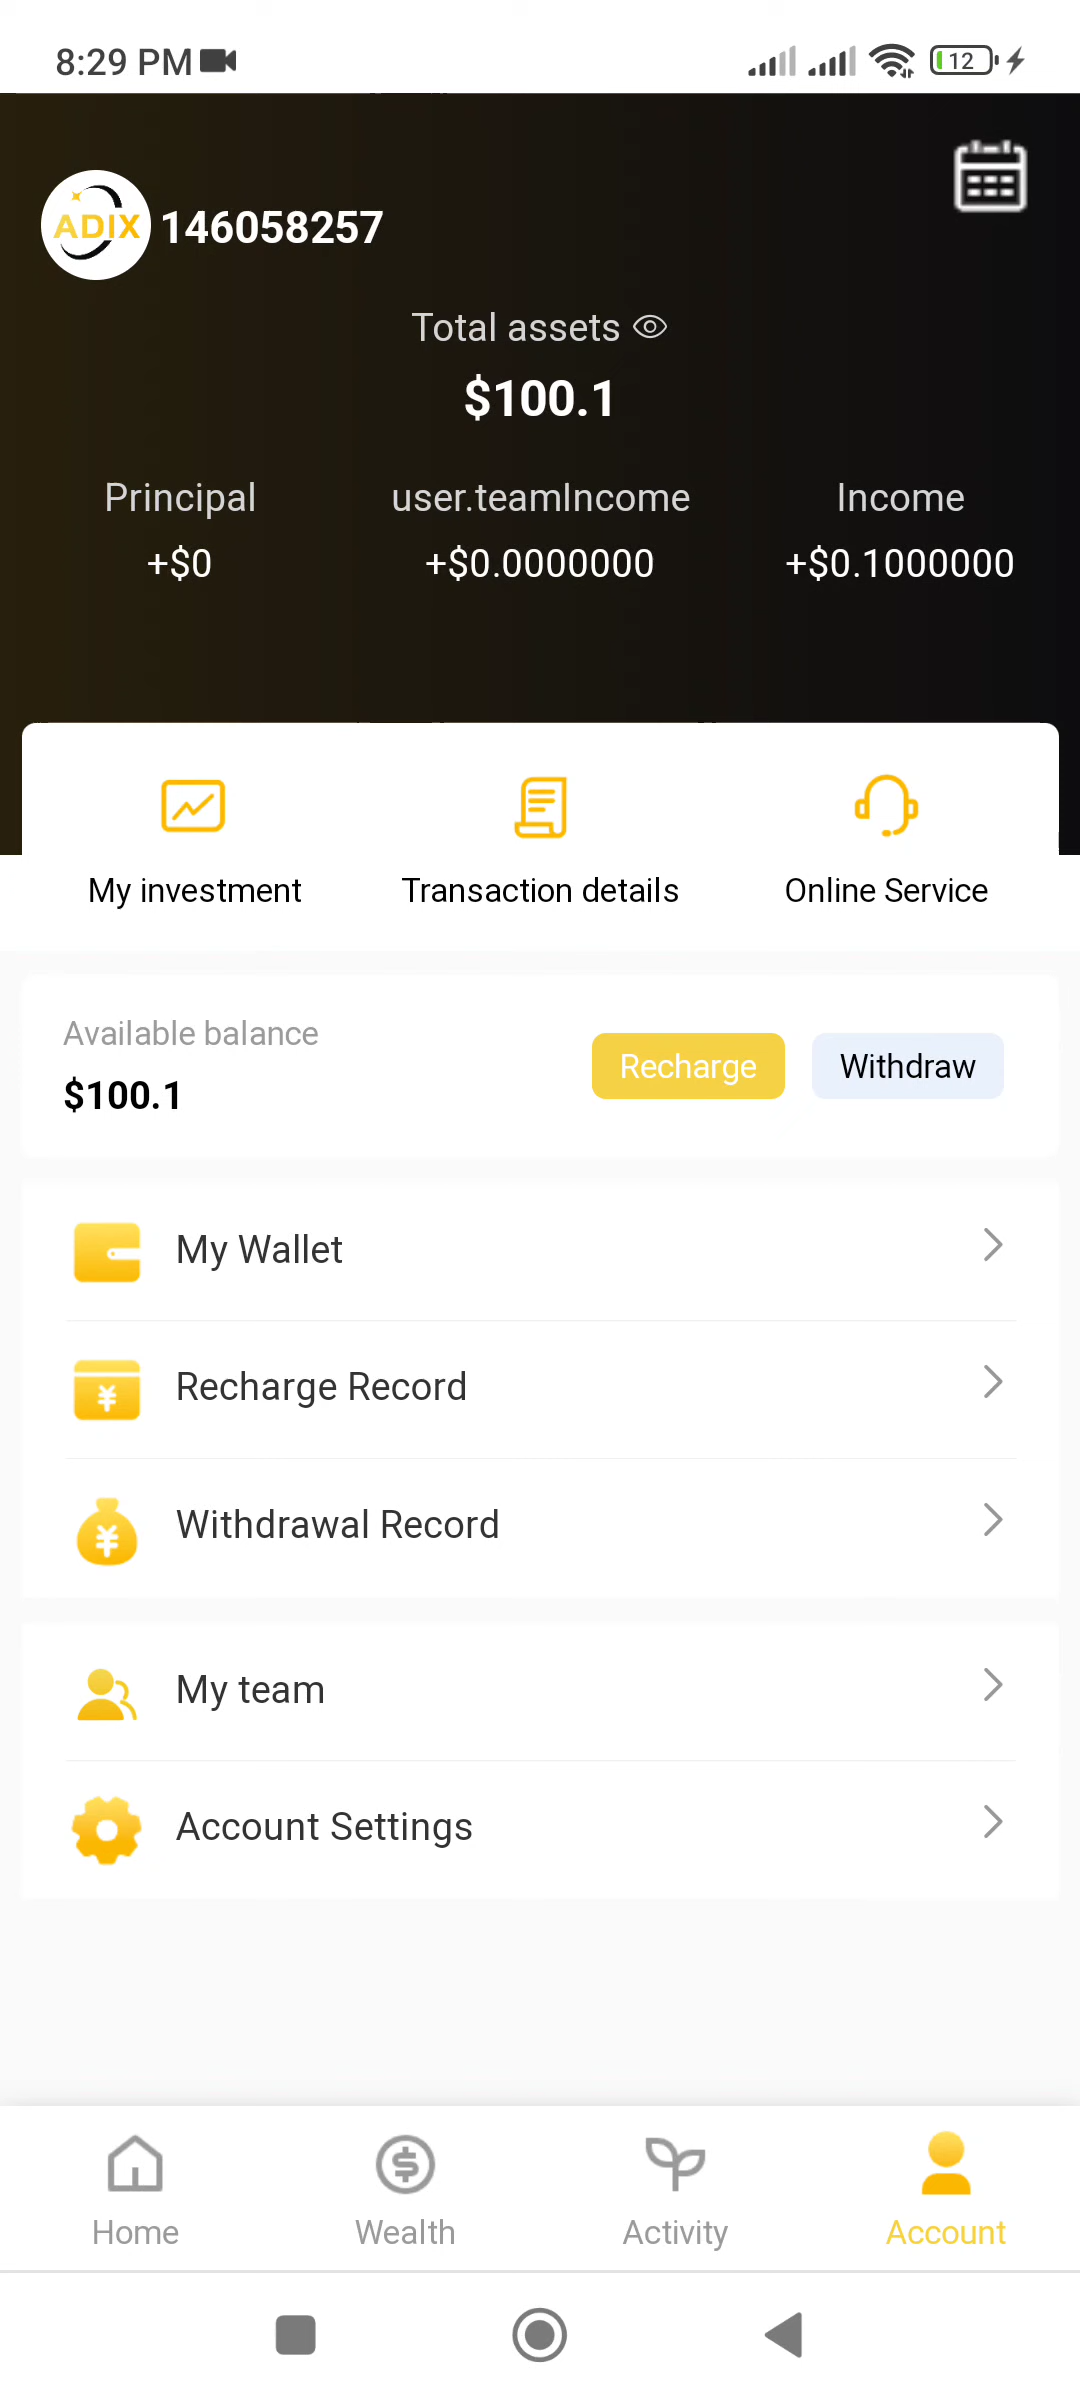 8:29 PM
12
ADIX
146058257
Total assets
$100.1
Principal
user.teamIncome
Income
+$0
+$0.0000000
+$0.1000000
My investment
Transaction details
Online Service
Available balance
$100.1
Recharge
Withdraw
My Wallet
¥
Recharge Record
¥
Withdrawal Record
My team
Account Settings
Home
Wealth
Activity
Account